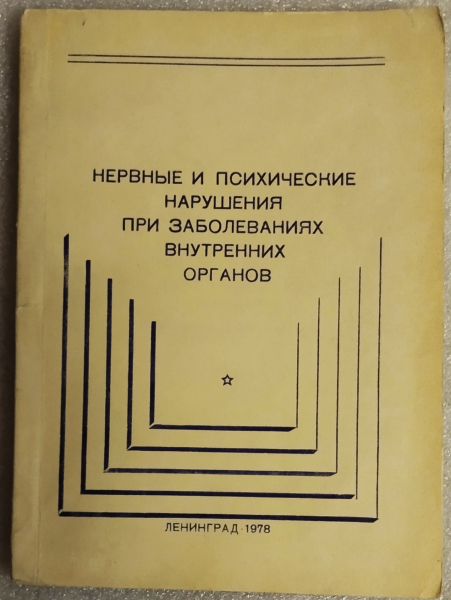 НЕРВНЫЕ И ПСИХИЧЕСКИЕ
НАРУШЕНИЯ
ПРИ ЗАБОЛЕВАНИЯХ
ВНУТРЕННИХ
ОРГАНОВ
ЛЕНИНГРАД-1978